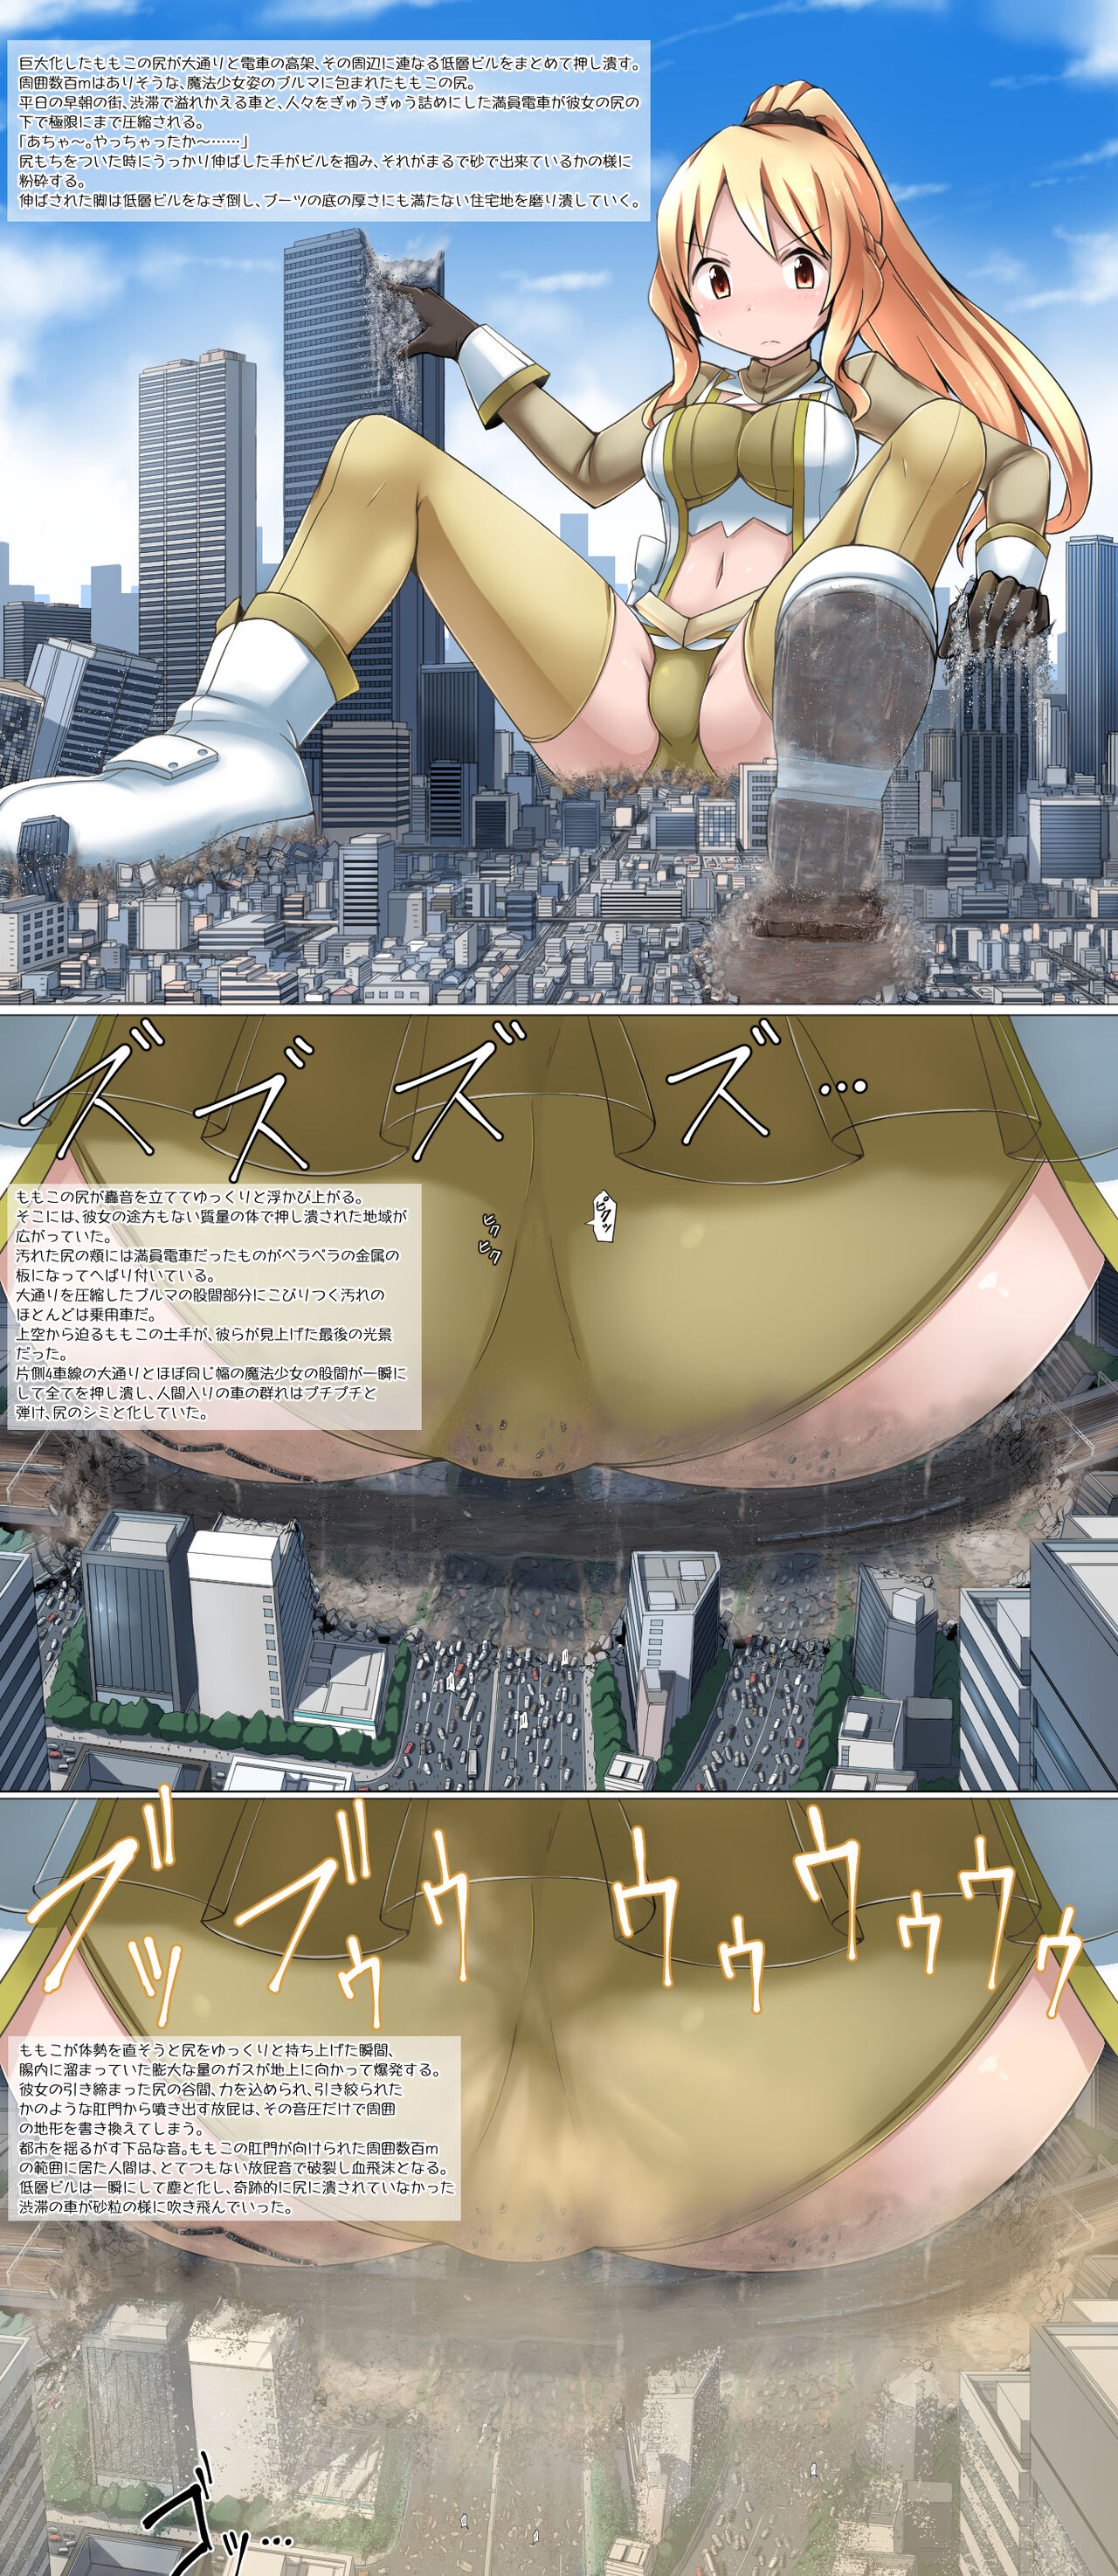 巨大化したももこの尻が大通りと電車の高架、その周辺に連なる低層ビルをまとめて押し潰す。
周囲数百mはありそうな、魔法少女姿のブルマに包まれたももこの尻。
平日の早朝の街、渋滞で溢れかえる車と、人々をぎゅうぎゅう詰めにした満員電車が彼女の尻の
下で極限にまで圧縮される。
「あちゃ〜。やっちゃったか〜……」
尻もちをついた時にうっかり伸ばした手がビルを掴み、それがまるで砂で出来ているかの様に
粉砕する。
伸ばされた脚は低層ビルをなぎ倒し、ブーツの底の厚さにも満たない住宅地を磨り潰していく。
ズズズズ…
ももこの尻が轟音を立ててゆっくりと浮かび上がる。
そこには、彼女の途方もない質量の体で押し潰された地域が
広がっていた。
汚れた尻の頬には満員電車だったものがペラペラの金属の
板になってへばり付いている。
大通りを圧縮したブルマの股間部分にこびりつく汚れの
ほとんどは乗用車だ。
上空から迫るももこの土手が、彼らが見上げた最後の光景
だった。
片側4車線の大通りとほぼ同じ幅の魔法少女の股間が一瞬に
して全てを押し潰し、人間入りの車の群れはプチプチと
弾け、尻のシミと化していた。
ヒク
ヒク
ピクッ
ブッブゥゥゥゥゥゥゥ
ももこが体勢を直そうと尻をゆっくりと持ち上げた瞬間、
腸内に溜まっていた膨大な量のガスが地上に向かって爆発する。
彼女の引き締まった尻の谷間、力を込められ、引き絞られた
かのような肛門から噴き出す放屁は、その音圧だけで周囲
の地形を書き換えてしまう。
都市を揺るがす下品な音。ももこの肛門が向けられた周囲数百m
の範囲に居た人間は、とてつもない放屁音で破裂し血飛沫となる。
低層ビルは一瞬にして塵と化し、奇跡的に尻に潰されていなかった
渋滞の車が砂粒の様に吹き飛んでいった。
ブッ…